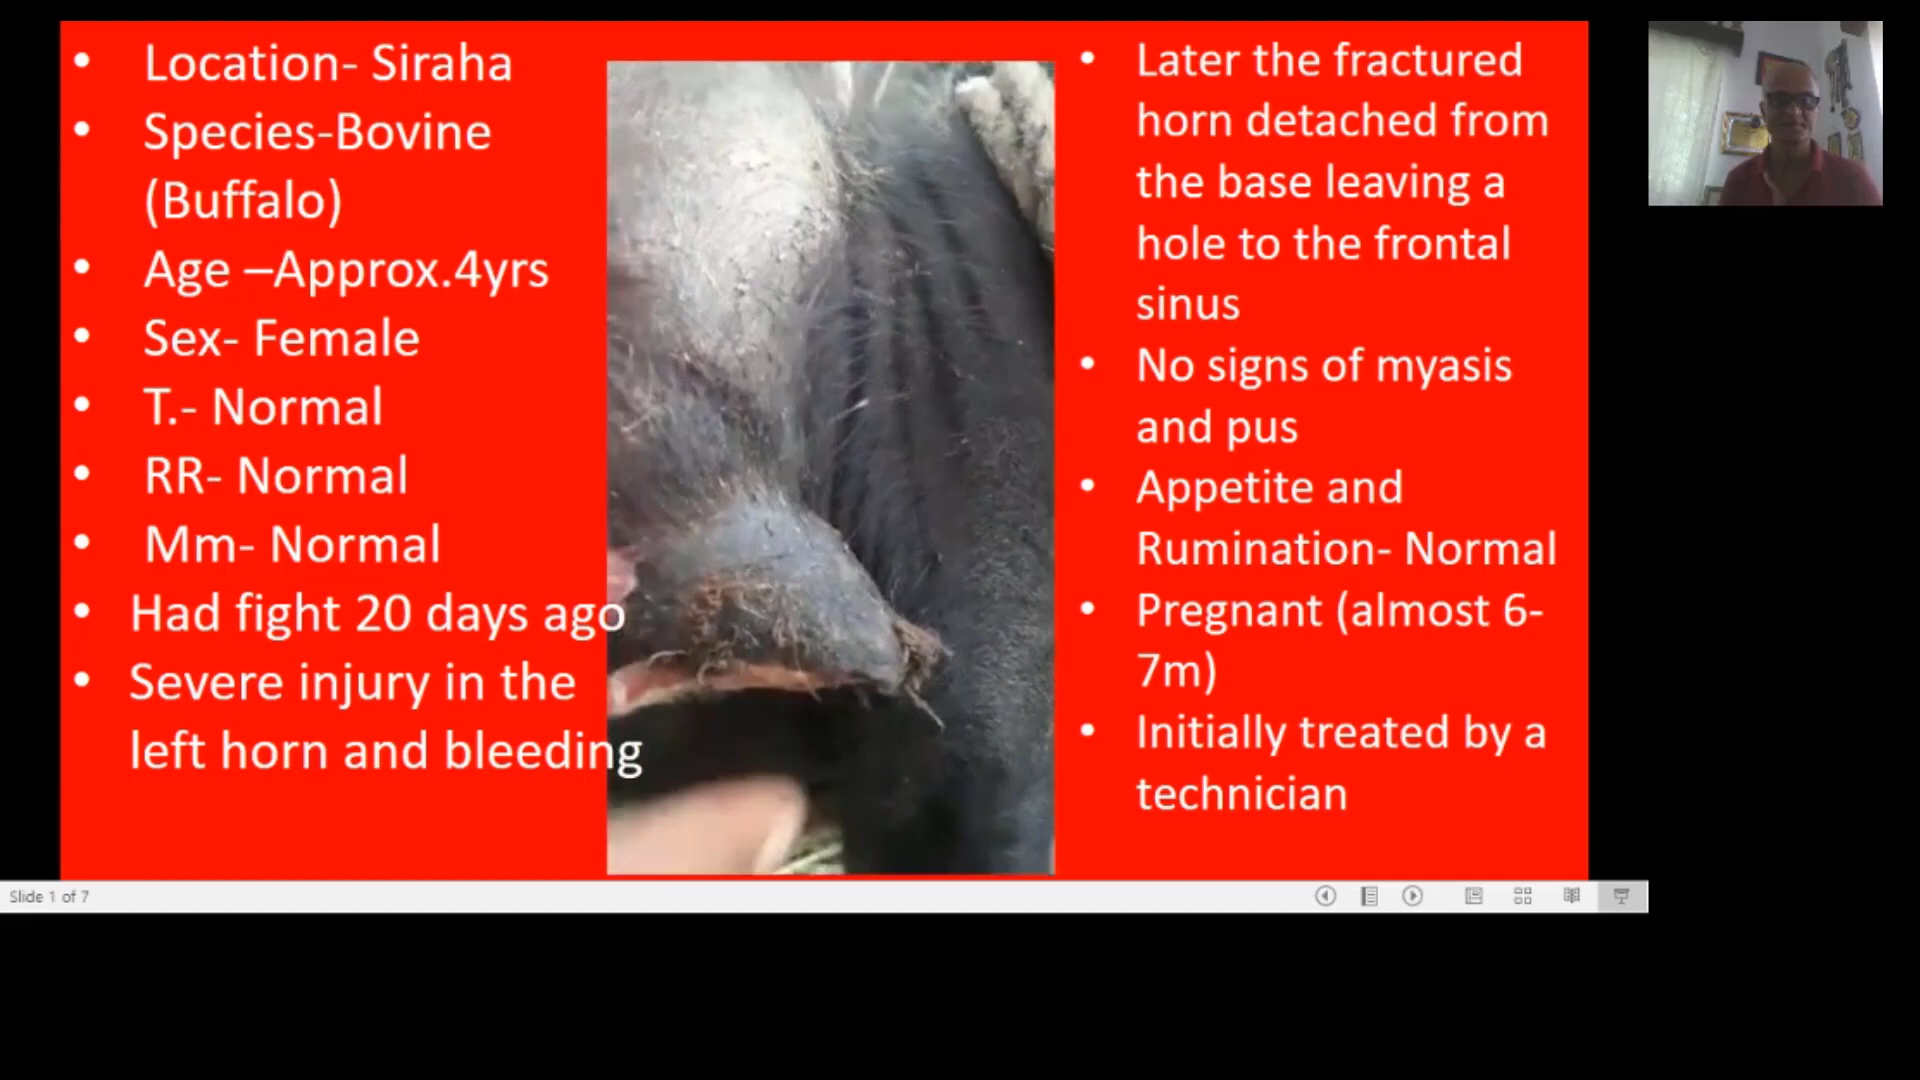 • Location- Siraha
• Species-Bovine
(Buffalo)
• Age –Approx.4yrs
• Sex- Female
• T.- Normal
• RR- Normal
• Mm- Normal
• Had fight 20 days ago
• Severe injury in the
left horn and bleeding
• Later the fractured
horn detached from
the base leaving a
hole to the frontal
sinus
• No signs of myasis
and pus
• Appetite and
Rumination- Normal
• Pregnant (almost 6-
7m)
• Initially treated by a
technician
Slide 1 of 7